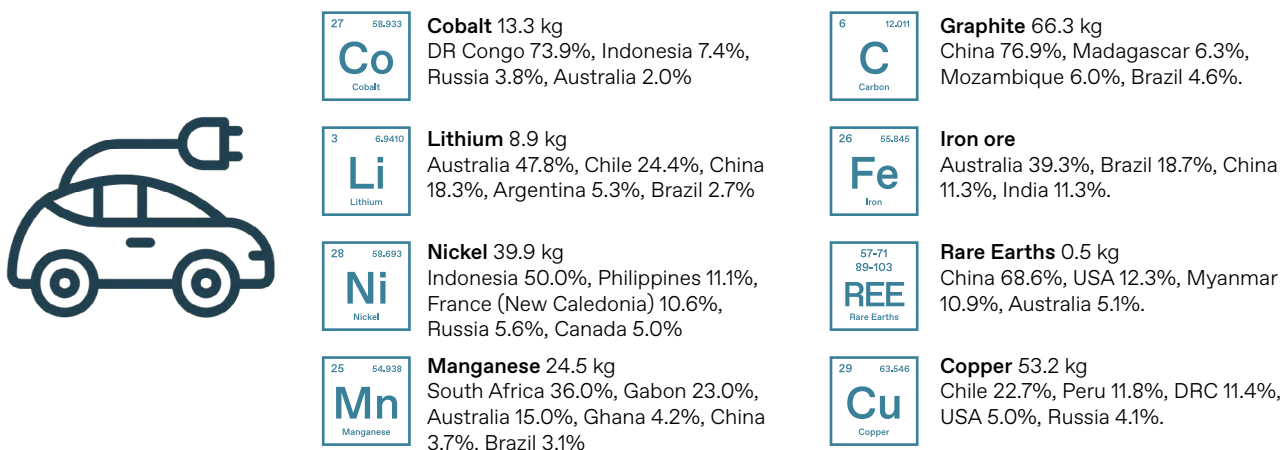 27 58.933
Co
Cobalt
Cobalt 13.3 kg
DR Congo 73.9%, Indonesia 7.4%,
Russia 3.8%, Australia 2.0%
3 6.9410
Li
Lithium
Lithium 8.9 kg
Australia 47.8%, Chile 24.4%, China
18.3%, Argentina 5.3%, Brazil 2.7%
28 58.693
Ni
Nickel
Nickel 39.9 kg
Indonesia 50.0%, Philippines 11.1%,
France (New Caledonia) 10.6%,
Russia 5.6%, Canada 5.0%
25 54.938
Mn
Manganese
Manganese 24.5 kg
South Africa 36.0%, Gabon 23.0%,
Australia 15.0%, Ghana 4.2%, China
3.7%, Brazil 3.1%
6 12.011
C
Carbon
Graphite 66.3 kg
China 76.9%, Madagascar 6.3%,
Mozambique 6.0%, Brazil 4.6%.
26 55.845
Fe
Iron
Iron ore
Australia 39.3%, Brazil 18.7%, China
11.3%, India 11.3%.
57-71
89-103
REE
Rare Earths
Rare Earths 0.5 kg
China 68.6%, USA 12.3%, Myanmar
10.9%, Australia 5.1%.
29 63.546
Cu
Copper
Copper 53.2 kg
Chile 22.7%, Peru 11.8%, DRC 11.4%,
USA 5.0%, Russia 4.1%.